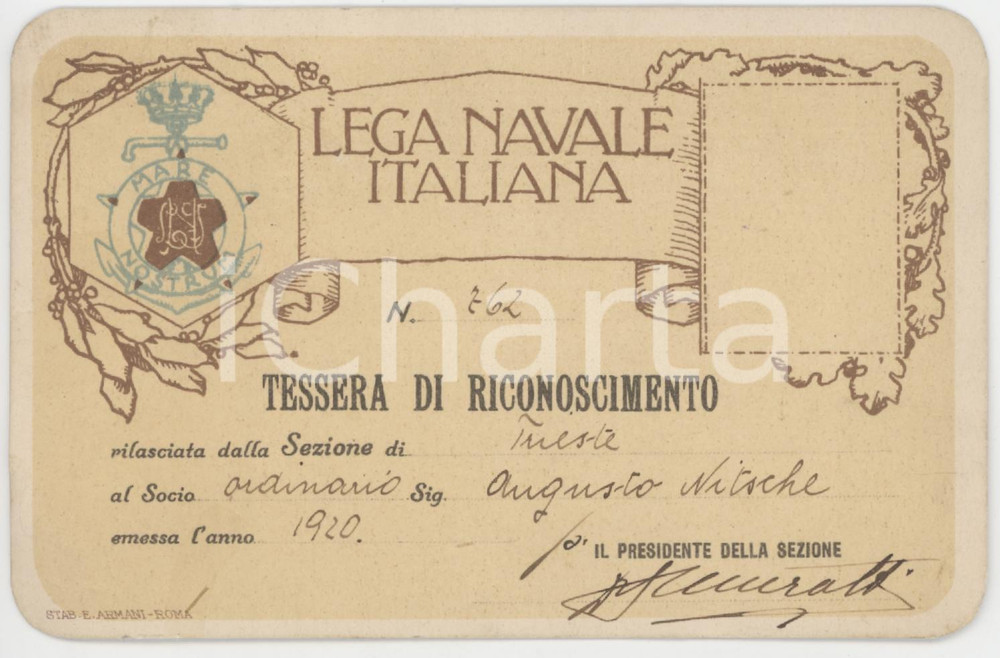 LEGA NAVALE
ITALIANA
MARE
NOSTRUM
N. 762
iCharta
TESSERA DI RICONOSCIMENTO
rilasciata dalla Sezione di Trieste
al Socio ordinario Sig. Augusto Nitsche
emessa l'anno 1920.
p. IL PRESIDENTE DELLA SEZIONE
STAB. E. ARMANI - ROMA